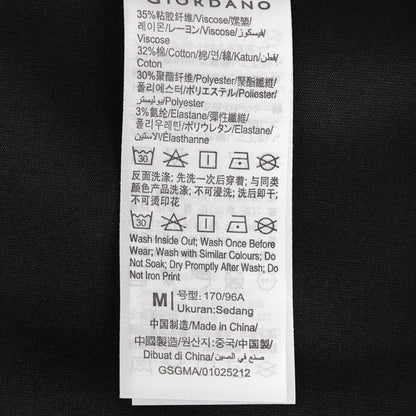 GIORDANO
35%粘胶纤维/Viscose/嫘縈/
레이온/レーヨン/Viscose/فيسكوز/
Viscose
32%棉/Cotton/棉/면/綿/Katun/قطن/
Coton
30%聚酯纤维/Polyester/聚酯纖維/
폴리에스터/ポリエステル/Poliester/
بوليستر/Polyester
3%氨纶/Elastane/彈性纖維/
폴리우레탄/ポリウレタン/Elastane/
إيلاستين/Élasthanne
30
反面洗涤; 先洗一次后穿着; 与同类
颜色产品洗涤; 不可浸洗; 洗后即干;
不可烫印花
30
Wash Inside Out; Wash Once Before
Wear; Wash with Similar Colours; Do
Not Soak; Dry Promptly After Wash; Do
Not Iron Print
M 号型: 170/96A
Ukuran: Sedang
中国制造/Made in China/
中國製造/원산지: 중국/中国製/
Dibuat di China/صنع في الصين
GSGMA/01025212